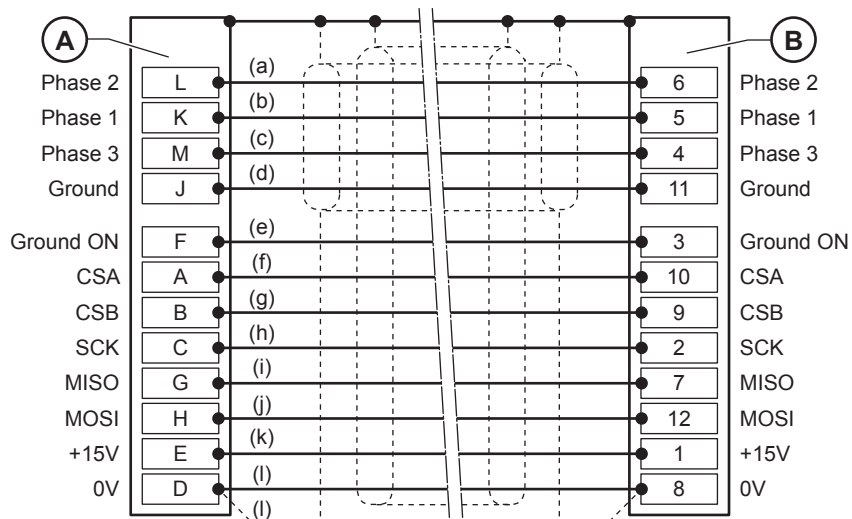 A B
Phase 2 L (a) 6 Phase 2
Phase 1 K (b) 5 Phase 1
Phase 3 M (c) 4 Phase 3
Ground J (d) 11 Ground
Ground ON F (e) 3 Ground ON
CSA A (f) 10 CSA
CSB B (g) 9 CSB
SCK C (h) 2 SCK
MISO G (i) 7 MISO
MOSI H (j) 12 MOSI
+15V E (k) 1 +15V
0V D (l) 8 0V
(l)